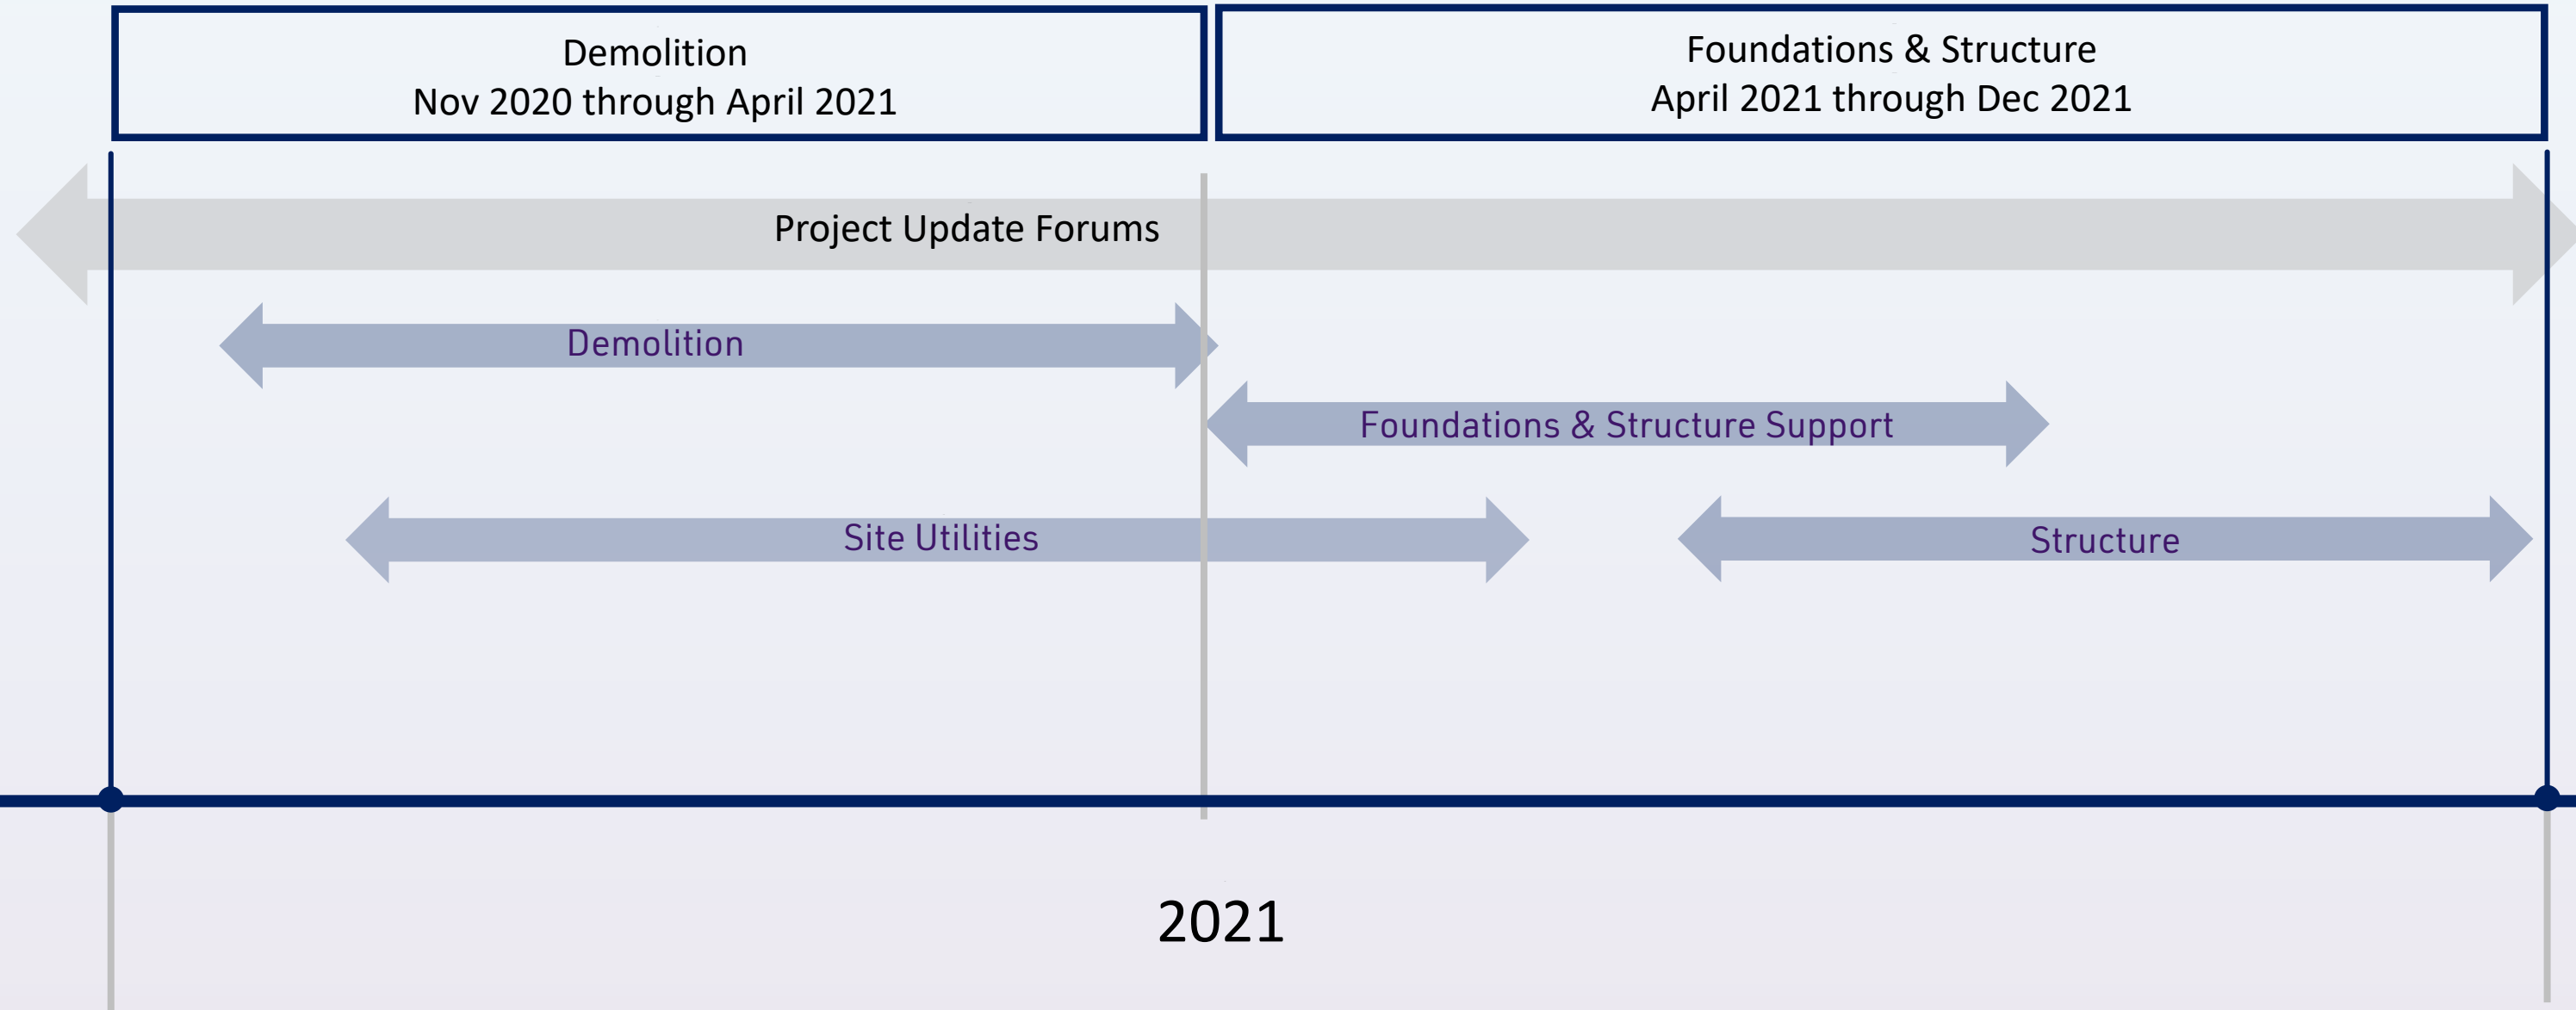 Demolition
Nov 2020 through April 2021
Foundations & Structure
April 2021 through Dec 2021
Project Update Forums
Demolition
Foundations & Structure Support
Site Utilities
Structure
2021